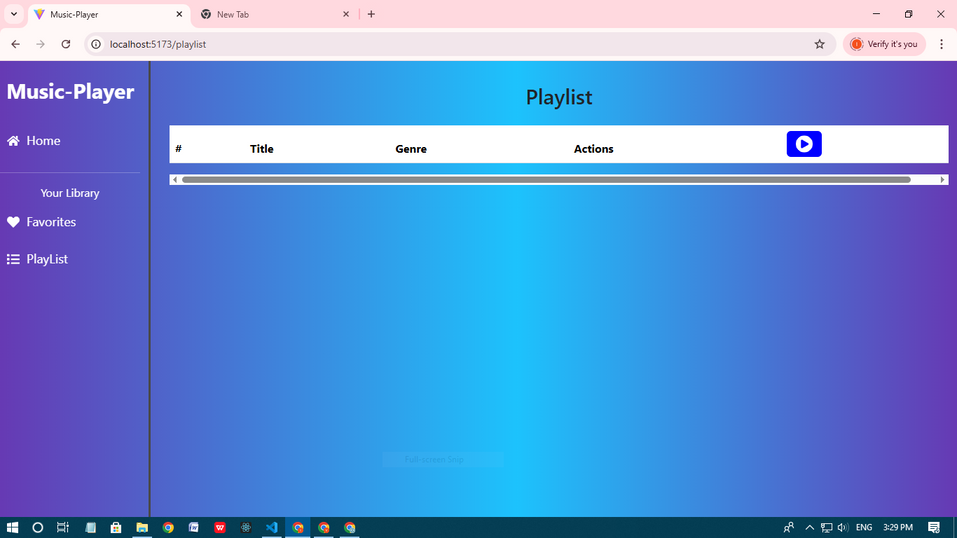 Music-Player
New Tab
localhost:5173/playlist
Verify it's you
Music-Player
Home
Your Library
Favorites
PlayList
Playlist
# Title Genre Actions
ENG 3:29 PM